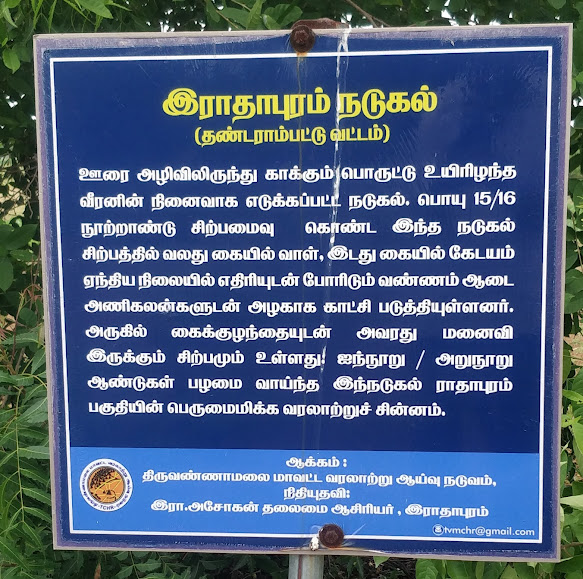 இராதாபுரம் நடுகல்
(தண்டராம்பட்டு வட்டம்)
ஊரை அழிவிலிருந்து காக்கும் பொருட்டு உயிரிழந்த
வீரனின் நினைவாக எடுக்கப்பட்ட நடுகல். பொயு 15/16
நூற்றாண்டு சிற்பமைவு கொண்ட இந்த நடுகல்
சிற்பத்தில் வலது கையில் வாள், இடது கையில் கேடயம்
ஏந்திய நிலையில் எதிரியுடன் போரிடும் வண்ணம் ஆடை
அணிகலன்களுடன் அழகாக காட்சி படுத்தியுள்ளனர்.
அருகில் கைக்குழந்தையுடன் அவரது மனைவி
இருக்கும் சிற்பமும் உள்ளது. ஐந்நூறு / அறுநூறு
ஆண்டுகள் பழமை வாய்ந்த இந்நடுகல் ராதாபுரம்
பகுதியின் பெருமைமிக்க வரலாற்றுச் சின்னம்.
ஆக்கம் :
திருவண்ணாமலை மாவட்ட வரலாற்று ஆய்வு நடுவம்,
நிதியுதவி:
இரா.அசோகன் தலைமை ஆசிரியர் , இராதாபுரம்
TCHR
tvmchr@gmail.com